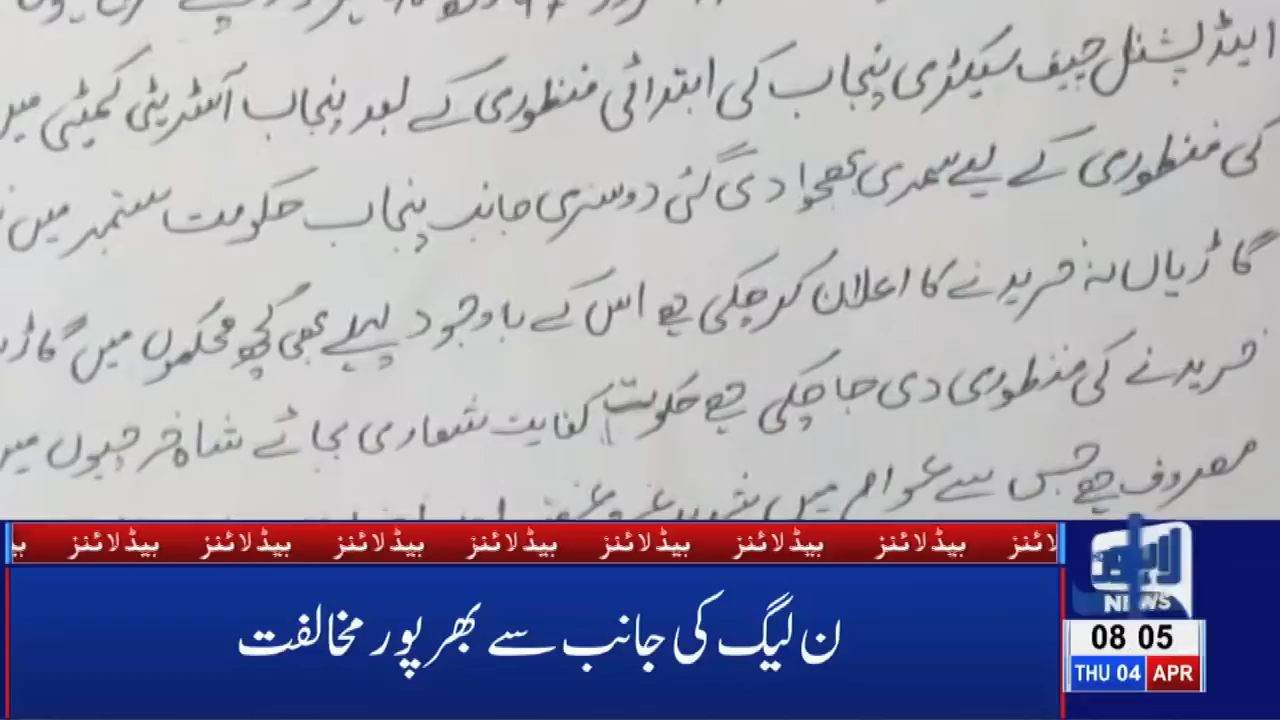 ایڈیشنل چیف سیکرٹری پنجاب کی ابتدائی منظوری کے بعد پنجاب آسٹریٹی کمیٹی میں
کی منظوری کے لیے سمری بھجوا دی گئی دوسری جانب پنجاب حکومت ستمبر میں
گاڑیاں نہ خریدنے کا اعلان کر چکی ہے اس کے باوجود پہلے بھی کچھ محکموں میں
خریدنے کی منظوری دی جا چکی ہے حکومت کفایت شعاری بجائے شاہ خرچیوں میں
مصروف ہے جس سے عوام میں
ہیڈلائنز ہیڈلائنز ہیڈلائنز ہیڈلائنز ہیڈلائنز ہیڈلائنز ہیڈلائنز
ن لیگ کی جانب سے بھرپور مخالفت
لاہور
NEWS
08 05
THU 04 APR